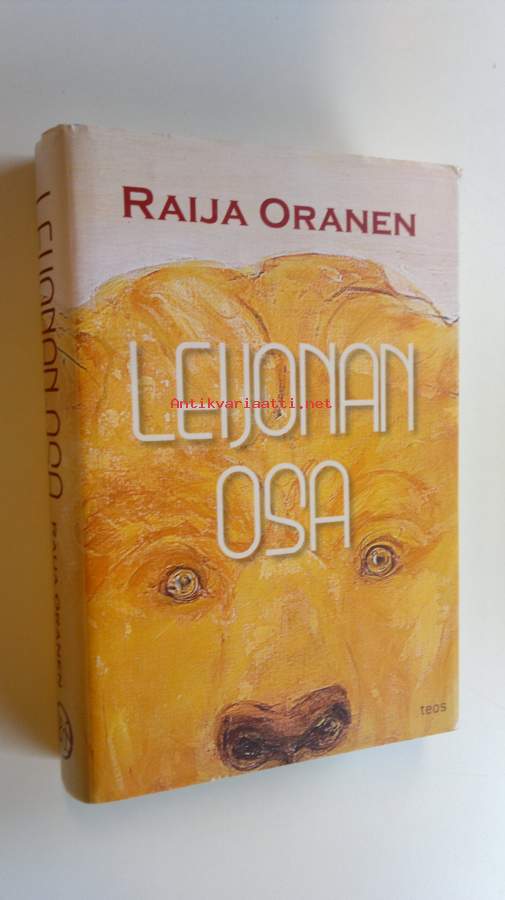 RAIJA ORANEN
LEIJONAN
Antikvariaatti.net
OSA
teos
LEIJONAN OSA RAIJA ORANEN